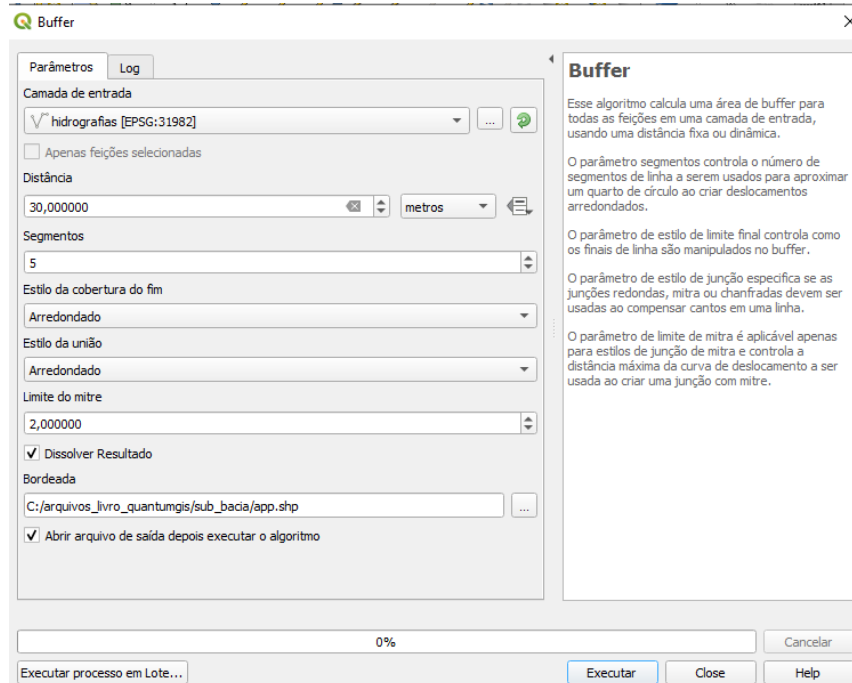 Buffer
Parâmetros
Log
Camada de entrada
hidrografias [EPSG:31982]
...
Apenas feições selecionadas
Distância
30,000000
metros
Segmentos
5
Estilo da cobertura do fim
Arredondado
Estilo da união
Arredondado
Limite do mitre
2,000000
Dissolver Resultado
Bordeada
C:/arquivos_livro_quantumgis/sub_bacia/app.shp
...
Abrir arquivo de saída depois executar o algoritmo
Buffer
Esse algoritmo calcula uma área de buffer para
todas as feições em uma camada de entrada,
usando uma distância fixa ou dinâmica.
O parâmetro segmentos controla o número de
segmentos de linha a serem usados para aproximar
um quarto de círculo ao criar deslocamentos
arredondados.
O parâmetro de estilo de limite final controla como
os finais de linha são manipulados no buffer.
O parâmetro de estilo de junção especifica se as
junções redondas, mitra ou chanfradas devem ser
usadas ao compensar cantos em uma linha.
O parâmetro de limite de mitra é aplicável apenas
para estilos de junção de mitra e controla a
distância máxima da curva de deslocamento a ser
usada ao criar uma junção com mitre.
0%
Cancelar
Executar processo em Lote...
Executar
Close
Help